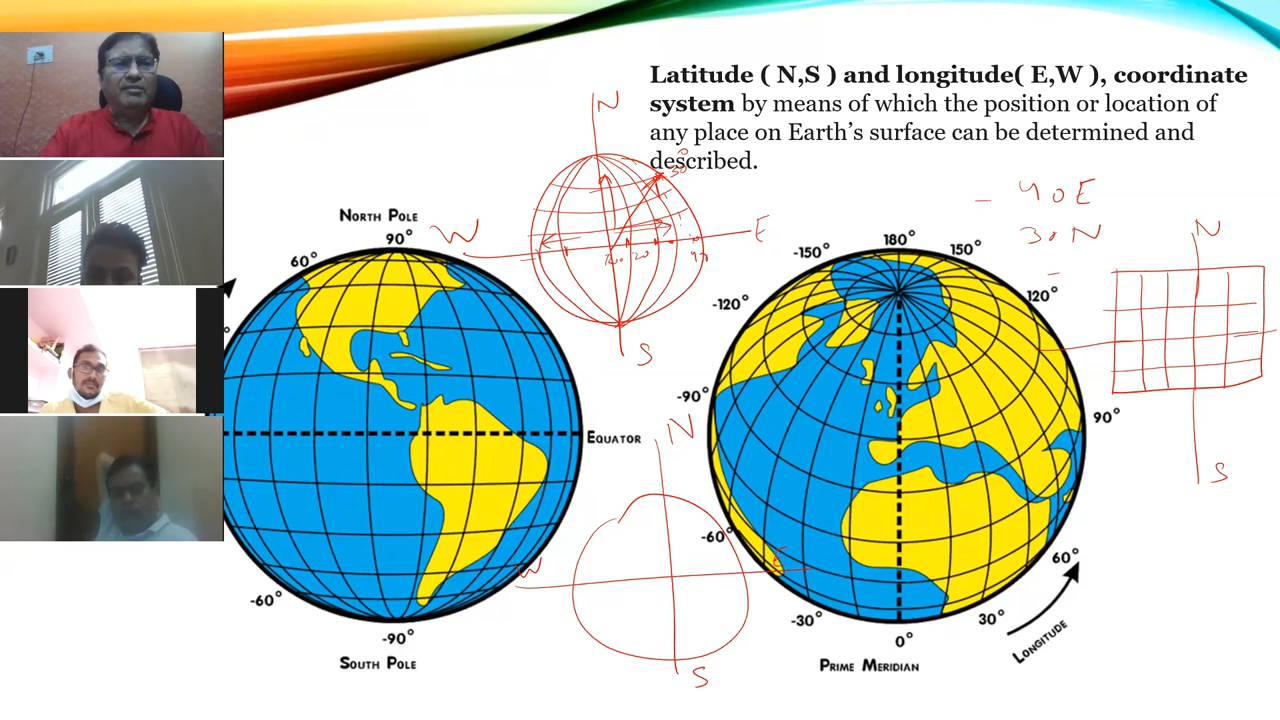 Latitude ( N,S ) and longitude( E,W ), coordinate
system by means of which the position or location of
any place on Earth's surface can be determined and
described.
N
30°
W
E
S
40E
30N
N
S
NORTH POLE
90°
60°
EQUATOR
-60°
-90°
SOUTH POLE
180°
-150°
150°
-120°
120°
-90°
90°
-60°
60°
-30°
30°
0°
PRIME MERIDIAN
LONGITUDE
N
W
E
S